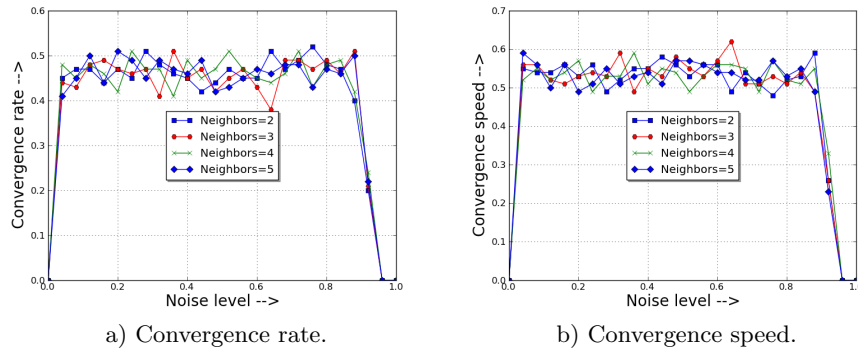 Convergence rate -->
0.6
0.5
0.4
0.3
0.2
0.1
0.0
0.0 0.2 0.4 0.6 0.8 1.0
Noise level -->
Neighbors=2
Neighbors=3
Neighbors=4
Neighbors=5
a) Convergence rate.
Convergence speed -->
0.7
0.6
0.5
0.4
0.3
0.2
0.1
0.0
0.0 0.2 0.4 0.6 0.8 1.0
Noise level -->
Neighbors=2
Neighbors=3
Neighbors=4
Neighbors=5
b) Convergence speed.